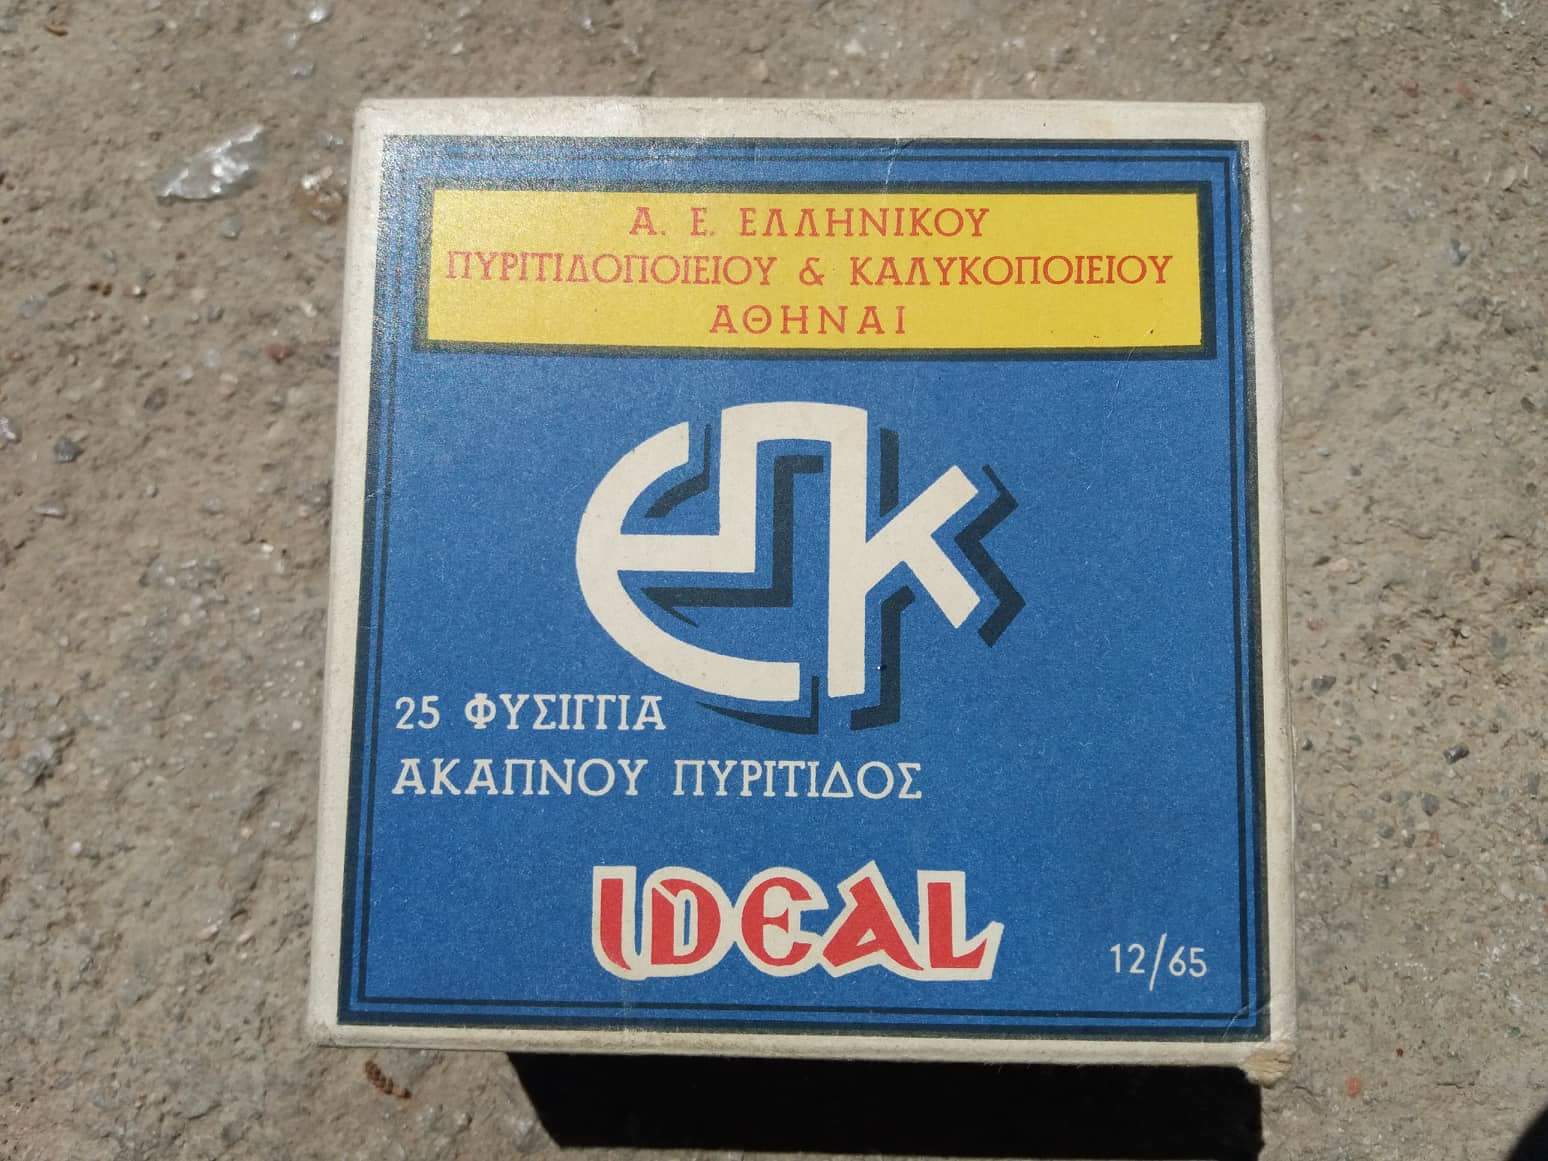 Α. Ε. ΕΛΛΗΝΙΚΟΥ
ΠΥΡΙΤΙΔΟΠΟΙΕΙΟΥ & ΚΑΛΥΚΟΠΟΙΕΙΟΥ
ΑΘΗΝΑΙ
ΕΠΚ
25 ΦΥΣΙΓΓΙΑ
ΑΚΑΠΝΟΥ ΠΥΡΙΤΙΔΟΣ
IDEAL
12/65